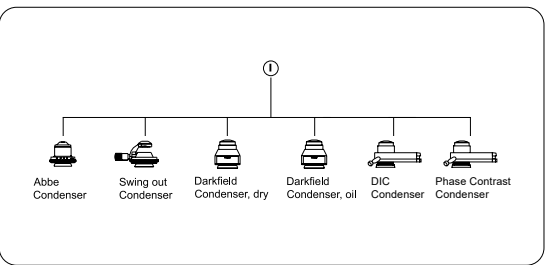 I
Abbe
Condenser
Swing out
Condenser
Darkfield
Condenser, dry
Darkfield
Condenser, oil
DIC
Condenser
Phase Contrast
Condenser